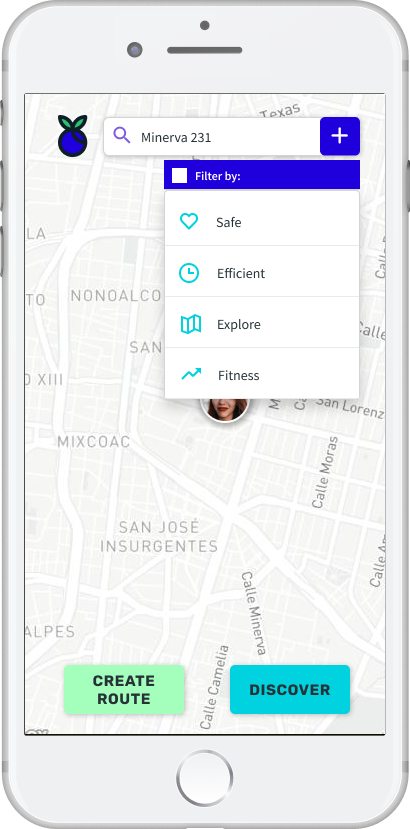 Texas
Minerva 231
Filter by:
Safe
LA
Efficient
TO
NONOALCO
Explore
Calle
SAN
D XIII
Fitness
San Lorenz
MIXCOAC
Calle Moras
SAN JOSÉ
INSURGENTES
Calle Minerva
ALPES
Calle Camelia
CREATE
ROUTE
DISCOVER